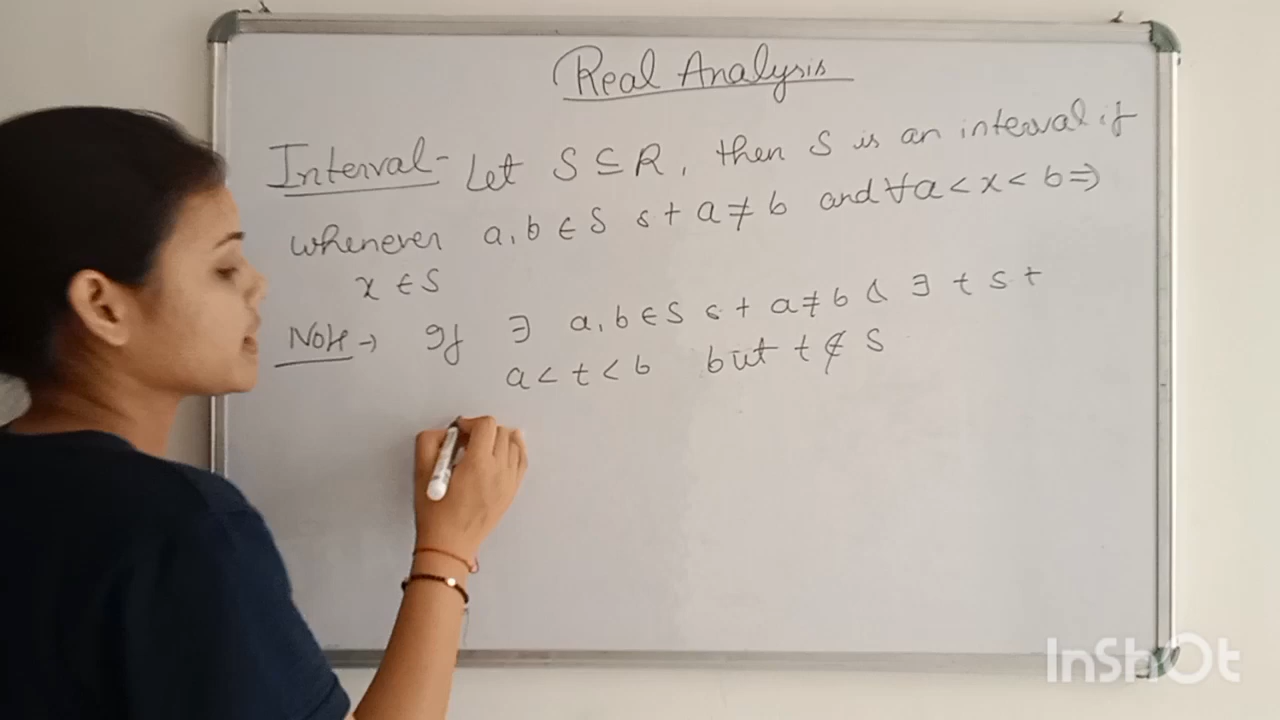 Real Analysis
Interval - Let S ⊆ R, then S is an interval if
whenever a, b ∈ S s t a ≠ b and ∀ a < x < b ⇒
x ∈ S
Note → If ∃ a, b ∈ S s t a ≠ b & ∃ t s t
a < t < b but t ∉ S
InShOt